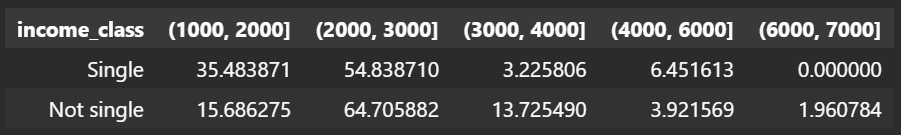 income_class (1000, 2000] (2000, 3000] (3000, 4000] (4000, 6000] (6000, 7000]
Single 35.483871 54.838710 3.225806 6.451613 0.000000
Not single 15.686275 64.705882 13.725490 3.921569 1.960784